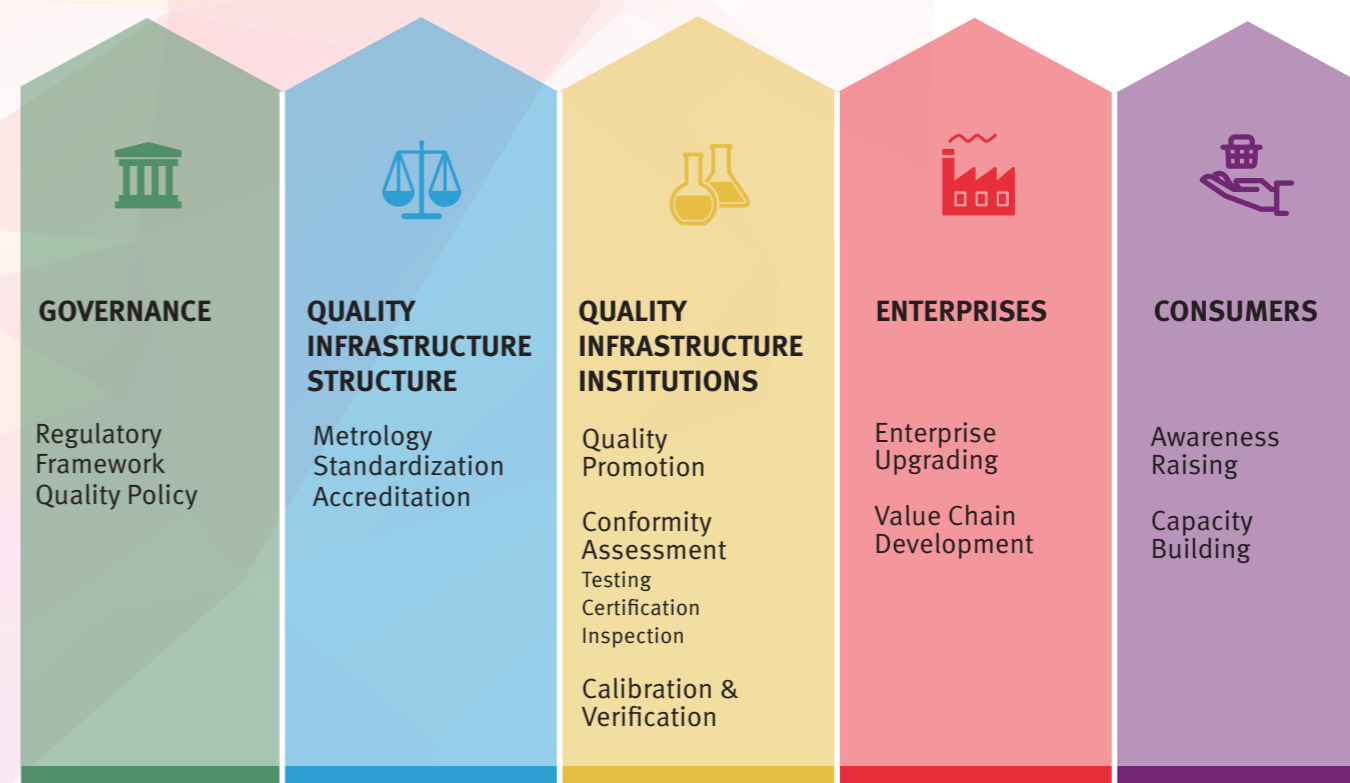 GOVERNANCE
Regulatory
Framework
Quality Policy
QUALITY
INFRASTRUCTURE
STRUCTURE
Metrology
Standardization
Accreditation
QUALITY
INFRASTRUCTURE
INSTITUTIONS
Quality
Promotion
Conformity
Assessment
Testing
Certification
Inspection
Calibration &
Verification
ENTERPRISES
Enterprise
Upgrading
Value Chain
Development
CONSUMERS
Awareness
Raising
Capacity
Building